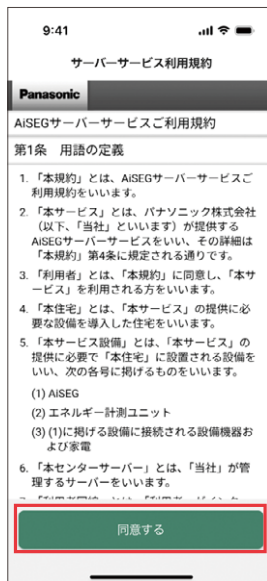 9:41
サーバーサービス利用規約
Panasonic
AiSEGサーバーサービスご利用規約
第1条　用語の定義
1. 「本規約」とは、AiSEGサーバーサービスご
利用規約をいいます。
2. 「本サービス」とは、パナソニック株式会社
（以下、「当社」といいます）が提供する
AiSEGサーバーサービスをいい、その詳細は
「本規約」第4条に規定される通りです。
3. 「利用者」とは、「本規約」に同意し、「本サ
ービス」を利用される方をいいます。
4. 「本住宅」とは、「本サービス」の提供に必
要な設備を導入した住宅をいいます。
5. 「本サービス設備」とは、「本サービス」の
提供に必要で「本住宅」に設置される設備を
いい、次の各号に掲げるものをいいます。
(1) AiSEG
(2) エネルギー計測ユニット
(3) (1)に掲げる設備に接続される設備機器お
よび家電
6. 「本センターサーバー」とは、「当社」が管
理するサーバーをいいます。
同意する